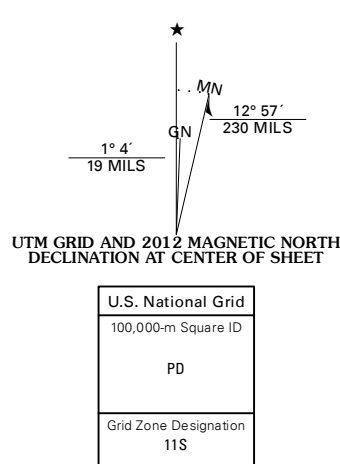 ★
MN
12° 57´
230 MILS
GN
1° 4´
19 MILS
UTM GRID AND 2012 MAGNETIC NORTH
DECLINATION AT CENTER OF SHEET
U.S. National Grid
100,000-m Square ID
PD
Grid Zone Designation
11S